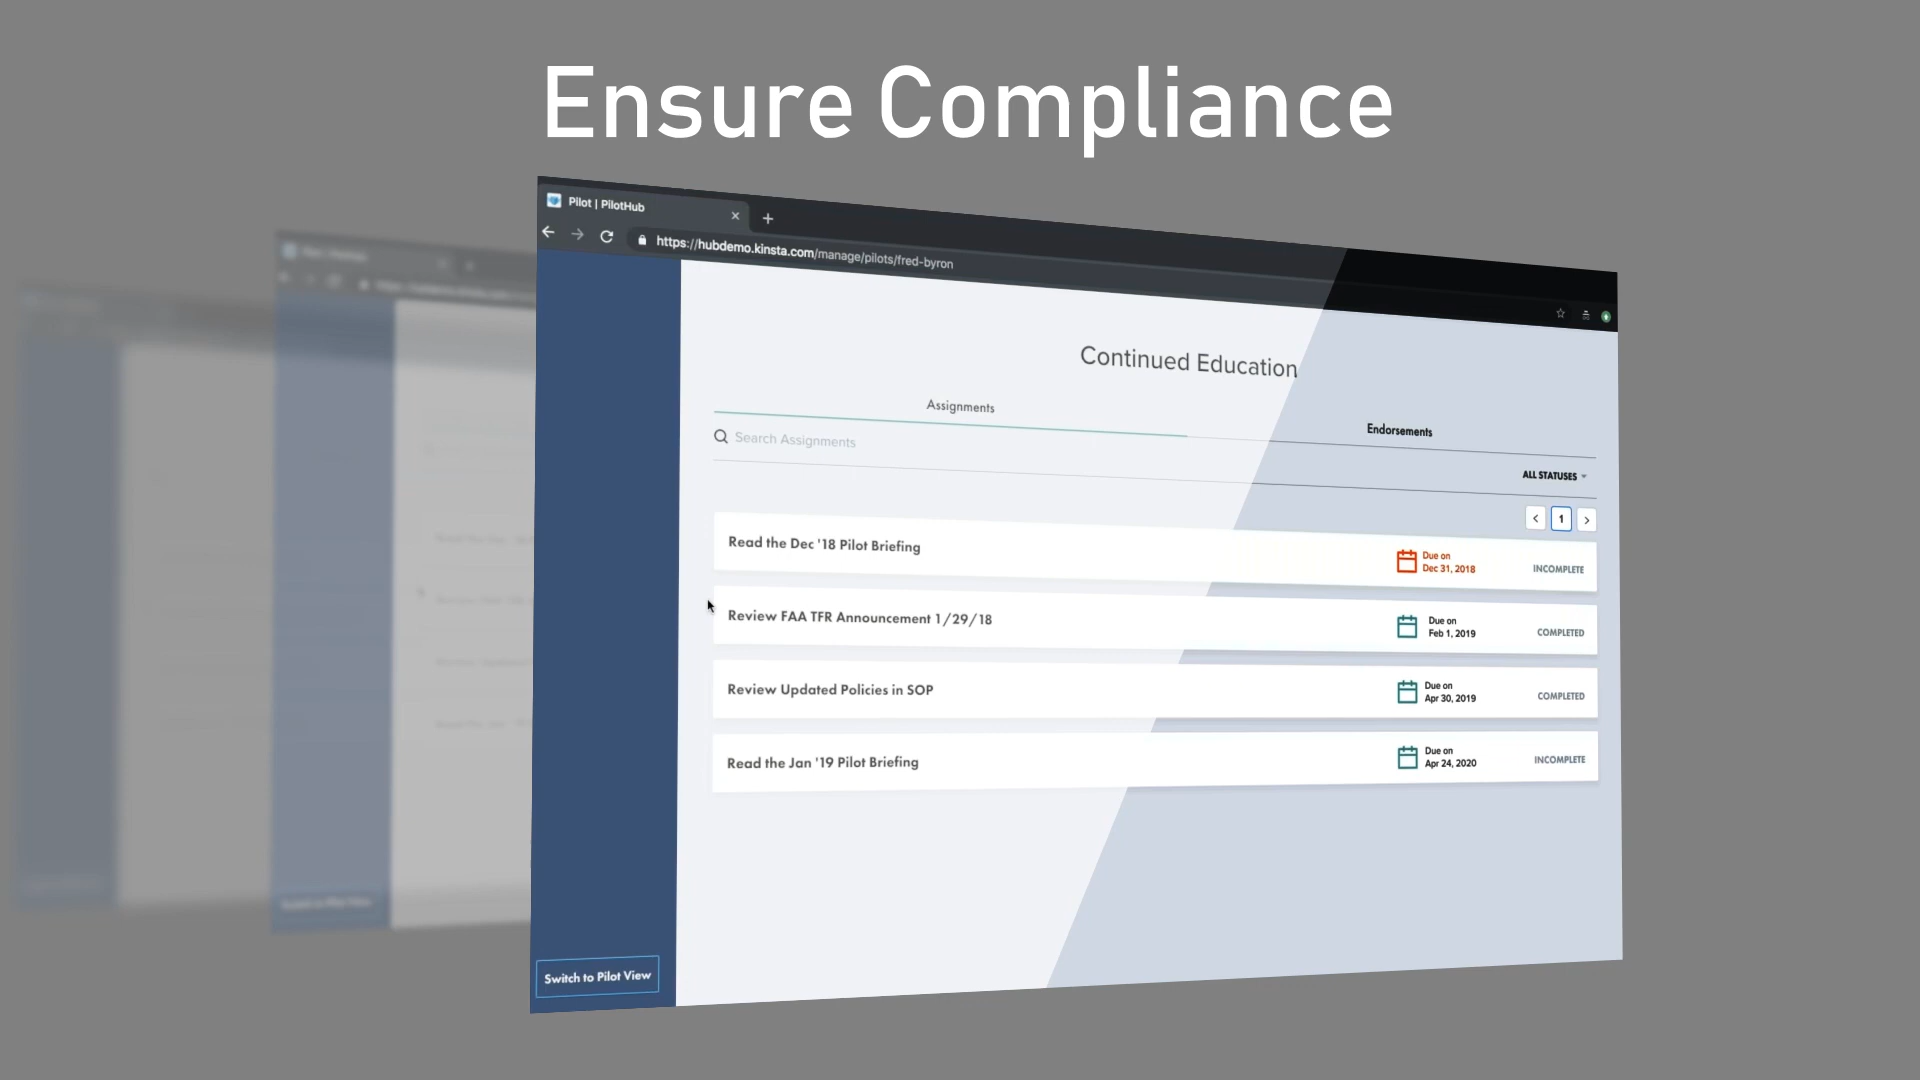 Ensure Compliance
Pilot | PilotHub
https://hubdemo.kinsta.com/manage/pilots/fred-byron
Continued Education
Assignments
Endorsements
Search Assignments
ALL STATUSES
1
Read the Dec '18 Pilot Briefing
Due on
Dec 31, 2018
INCOMPLETE
Review FAA TFR Announcement 1/29/18
Due on
Feb 1, 2019
COMPLETED
Review Updated Policies in SOP
Due on
Apr 30, 2019
COMPLETED
Read the Jan '19 Pilot Briefing
Due on
Apr 24, 2020
INCOMPLETE
Switch to Pilot View